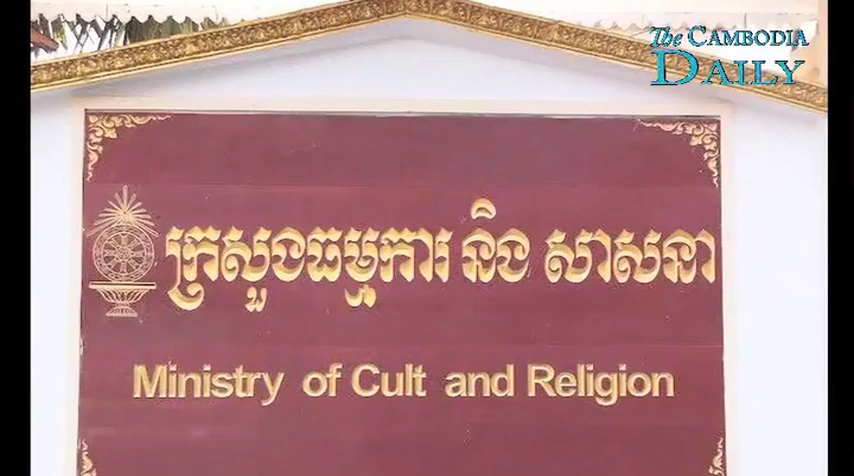 The CAMBODIA
DAILY
ក្រសួងធម្មការ និង សាសនា
Ministry of Cult and Religion